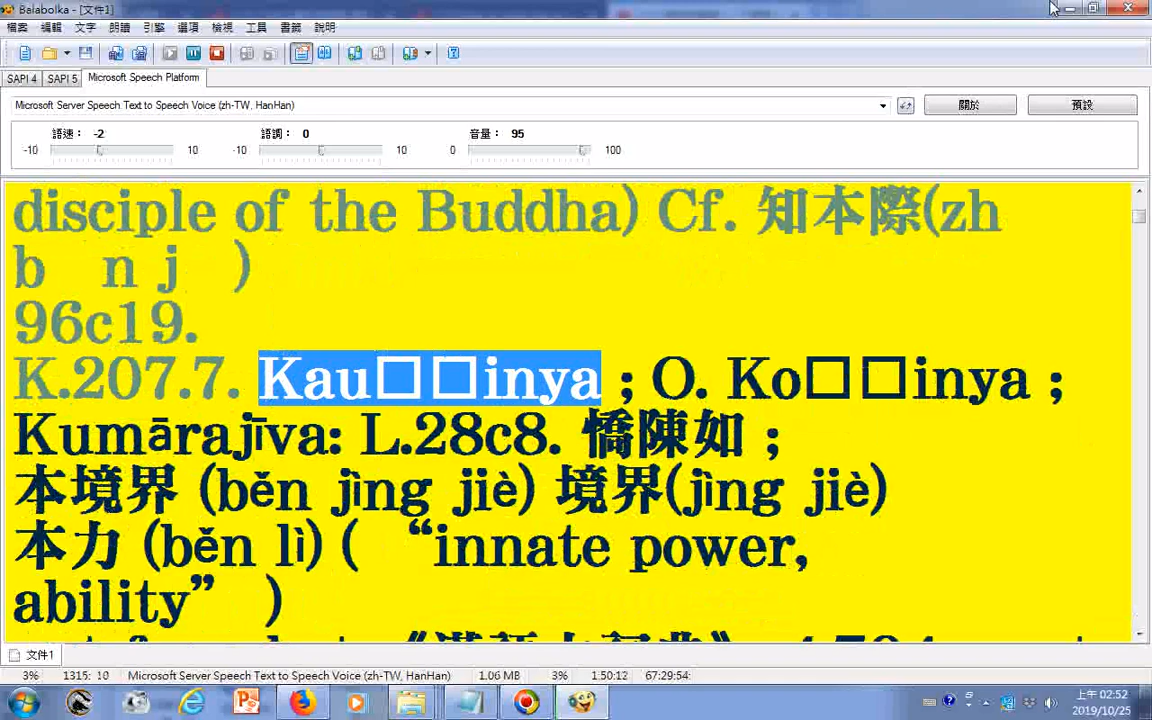 Balabolka - [文件1]
檔案 編輯 文字 朗讀 引擎 選項 檢視 工具 書籤 說明
SAPI 4 SAPI 5 Microsoft Speech Platform
Microsoft Server Speech Text to Speech Voice (zh-TW, HanHan) 關於 預設
語速： -2 語調： 0 音量： 95
-10 10 -10 10 0 100
disciple of the Buddha) Cf. 知本際(zh
b n j )
96c19.
K.207.7. Kau□□inya ; O. Ko□□inya ;
Kumārajīva: L.28c8. 憍陳如 ;
本境界 (běn jìng jiè) 境界(jìng jiè)
本力 (běn lì) ( “innate power,
ability” )
文件1
3% 1315: 10 Microsoft Server Speech Text to Speech Voice (zh-TW, HanHan) 1.06 MB 3% 1:50:12 67:29:54
上午 02:52
2019/10/25